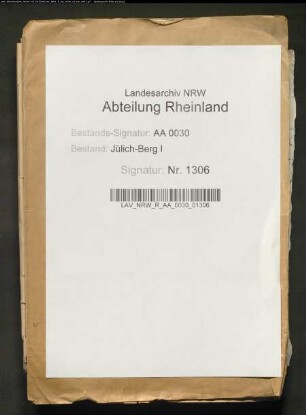 Landesarchiv NRW
Abteilung Rheinland
Bestands-Signatur: AA 0030
Bestand: Jülich-Berg I
Signatur: Nr. 1306
LAV_NRW_R_AA_0030_01306